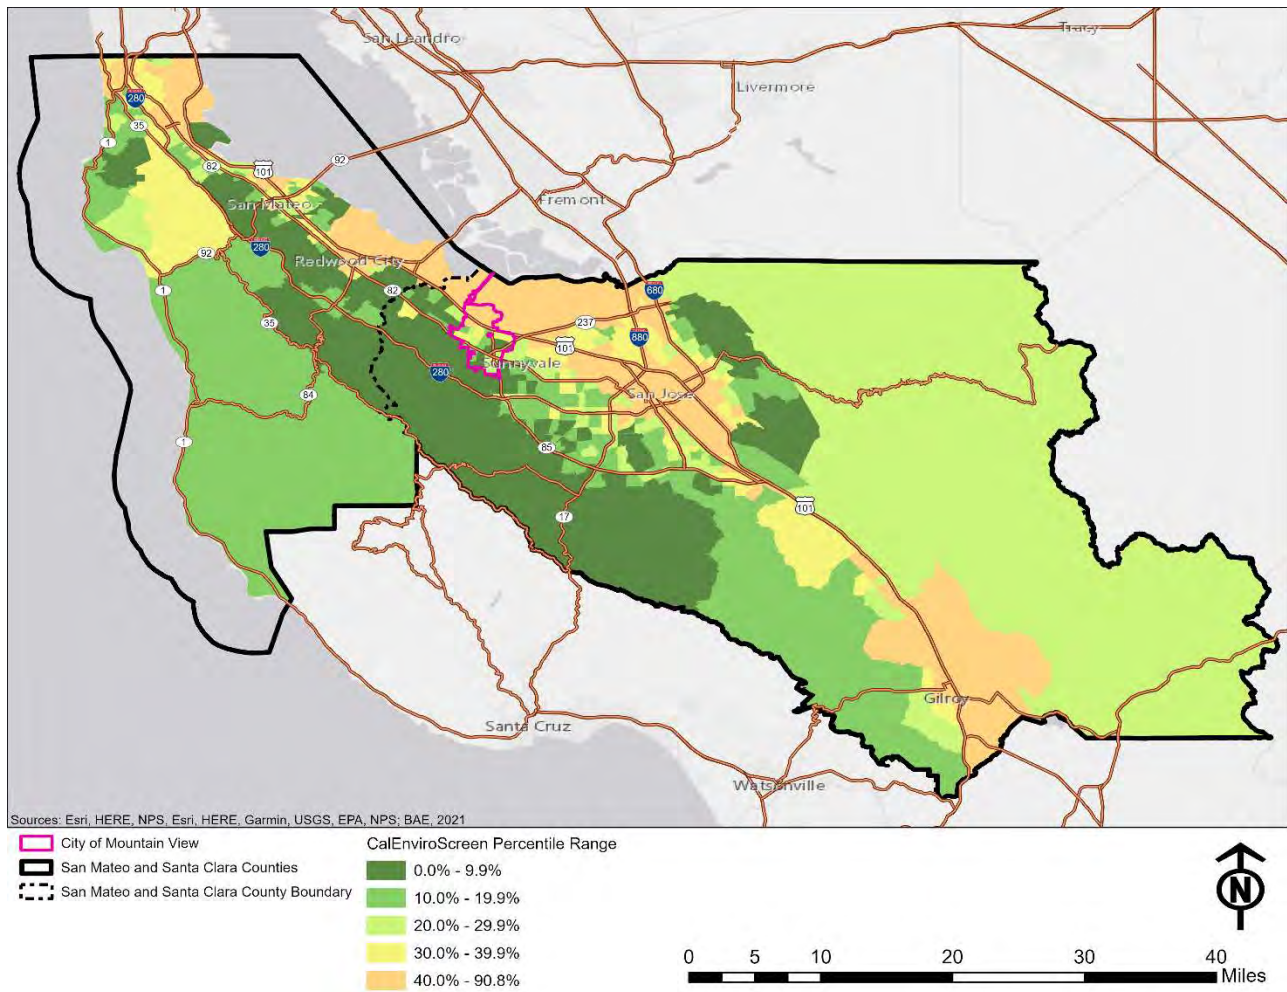 San Leandro
Tracy
Livermore
280
35
1
82
101
92
San Mateo
Fremont
92
280
Redwood City
1
82
680
237
35
101
880
Sunnyvale
280
San Jose
84
1
85
101
17
Gilroy
Santa Cruz
Watsonville
Sources: Esri, HERE, NPS, Esri, HERE, Garmin, USGS, EPA, NPS; BAE, 2021
City of Mountain View
San Mateo and Santa Clara Counties
San Mateo and Santa Clara County Boundary
CalEnviroScreen Percentile Range
0.0% - 9.9%
10.0% - 19.9%
20.0% - 29.9%
30.0% - 39.9%
40.0% - 90.8%
N
0 5 10 20 30 40
Miles